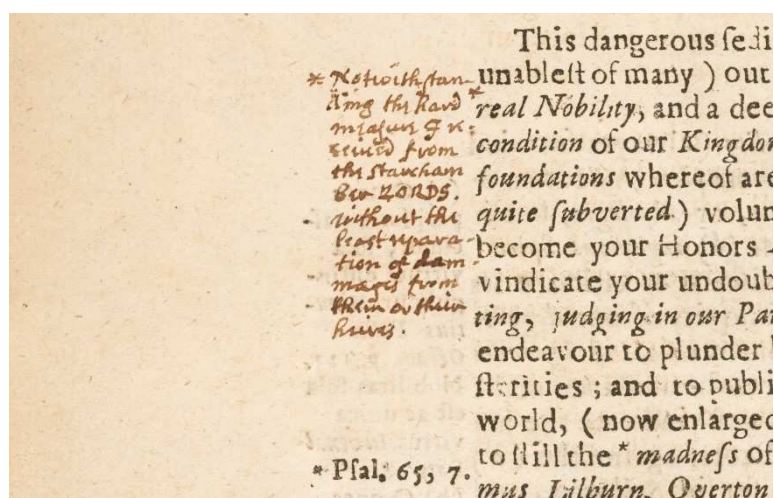 * Notwithstan-
ding the hard
measure I re:
ceived from
the Starcham
ber LORDS.
without the
least repara-
tion of dam-
mages from
them or their
heires.
* Psal. 65, 7.
This dangerous ſedi
unableſt of many ) out
*real Nobility, and a dee
condition of our Kingdo
foundations whereof are
quite ſubverted.) volun
become your Honors
vindicate your undoub
ting, judging in our Par
endeavour to plunder
ſterities ; and to publi
world, ( now enlarged
to ſtill the * madneſs of
mus Lilburn, Overton